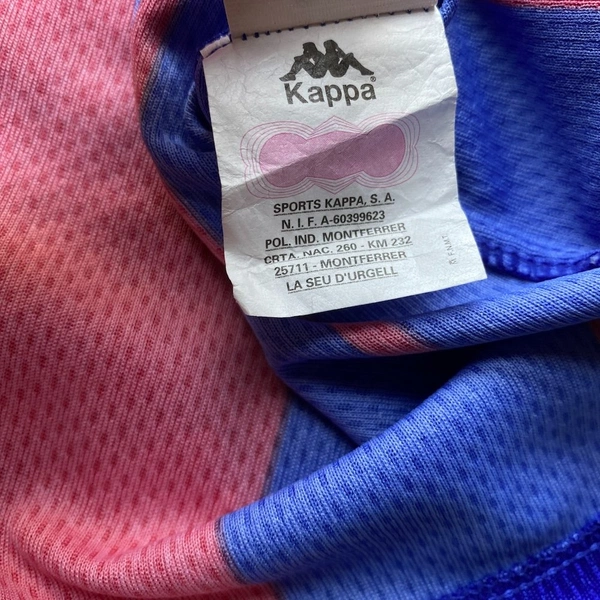 Kappa®
SPORTS KAPPA, S. A.
N. I. F. A-60399623
POL. IND. MONTFERRER
CRTA. NAC. 260 - KM 232
25711 - MONTFERRER
LA SEU D'URGELL